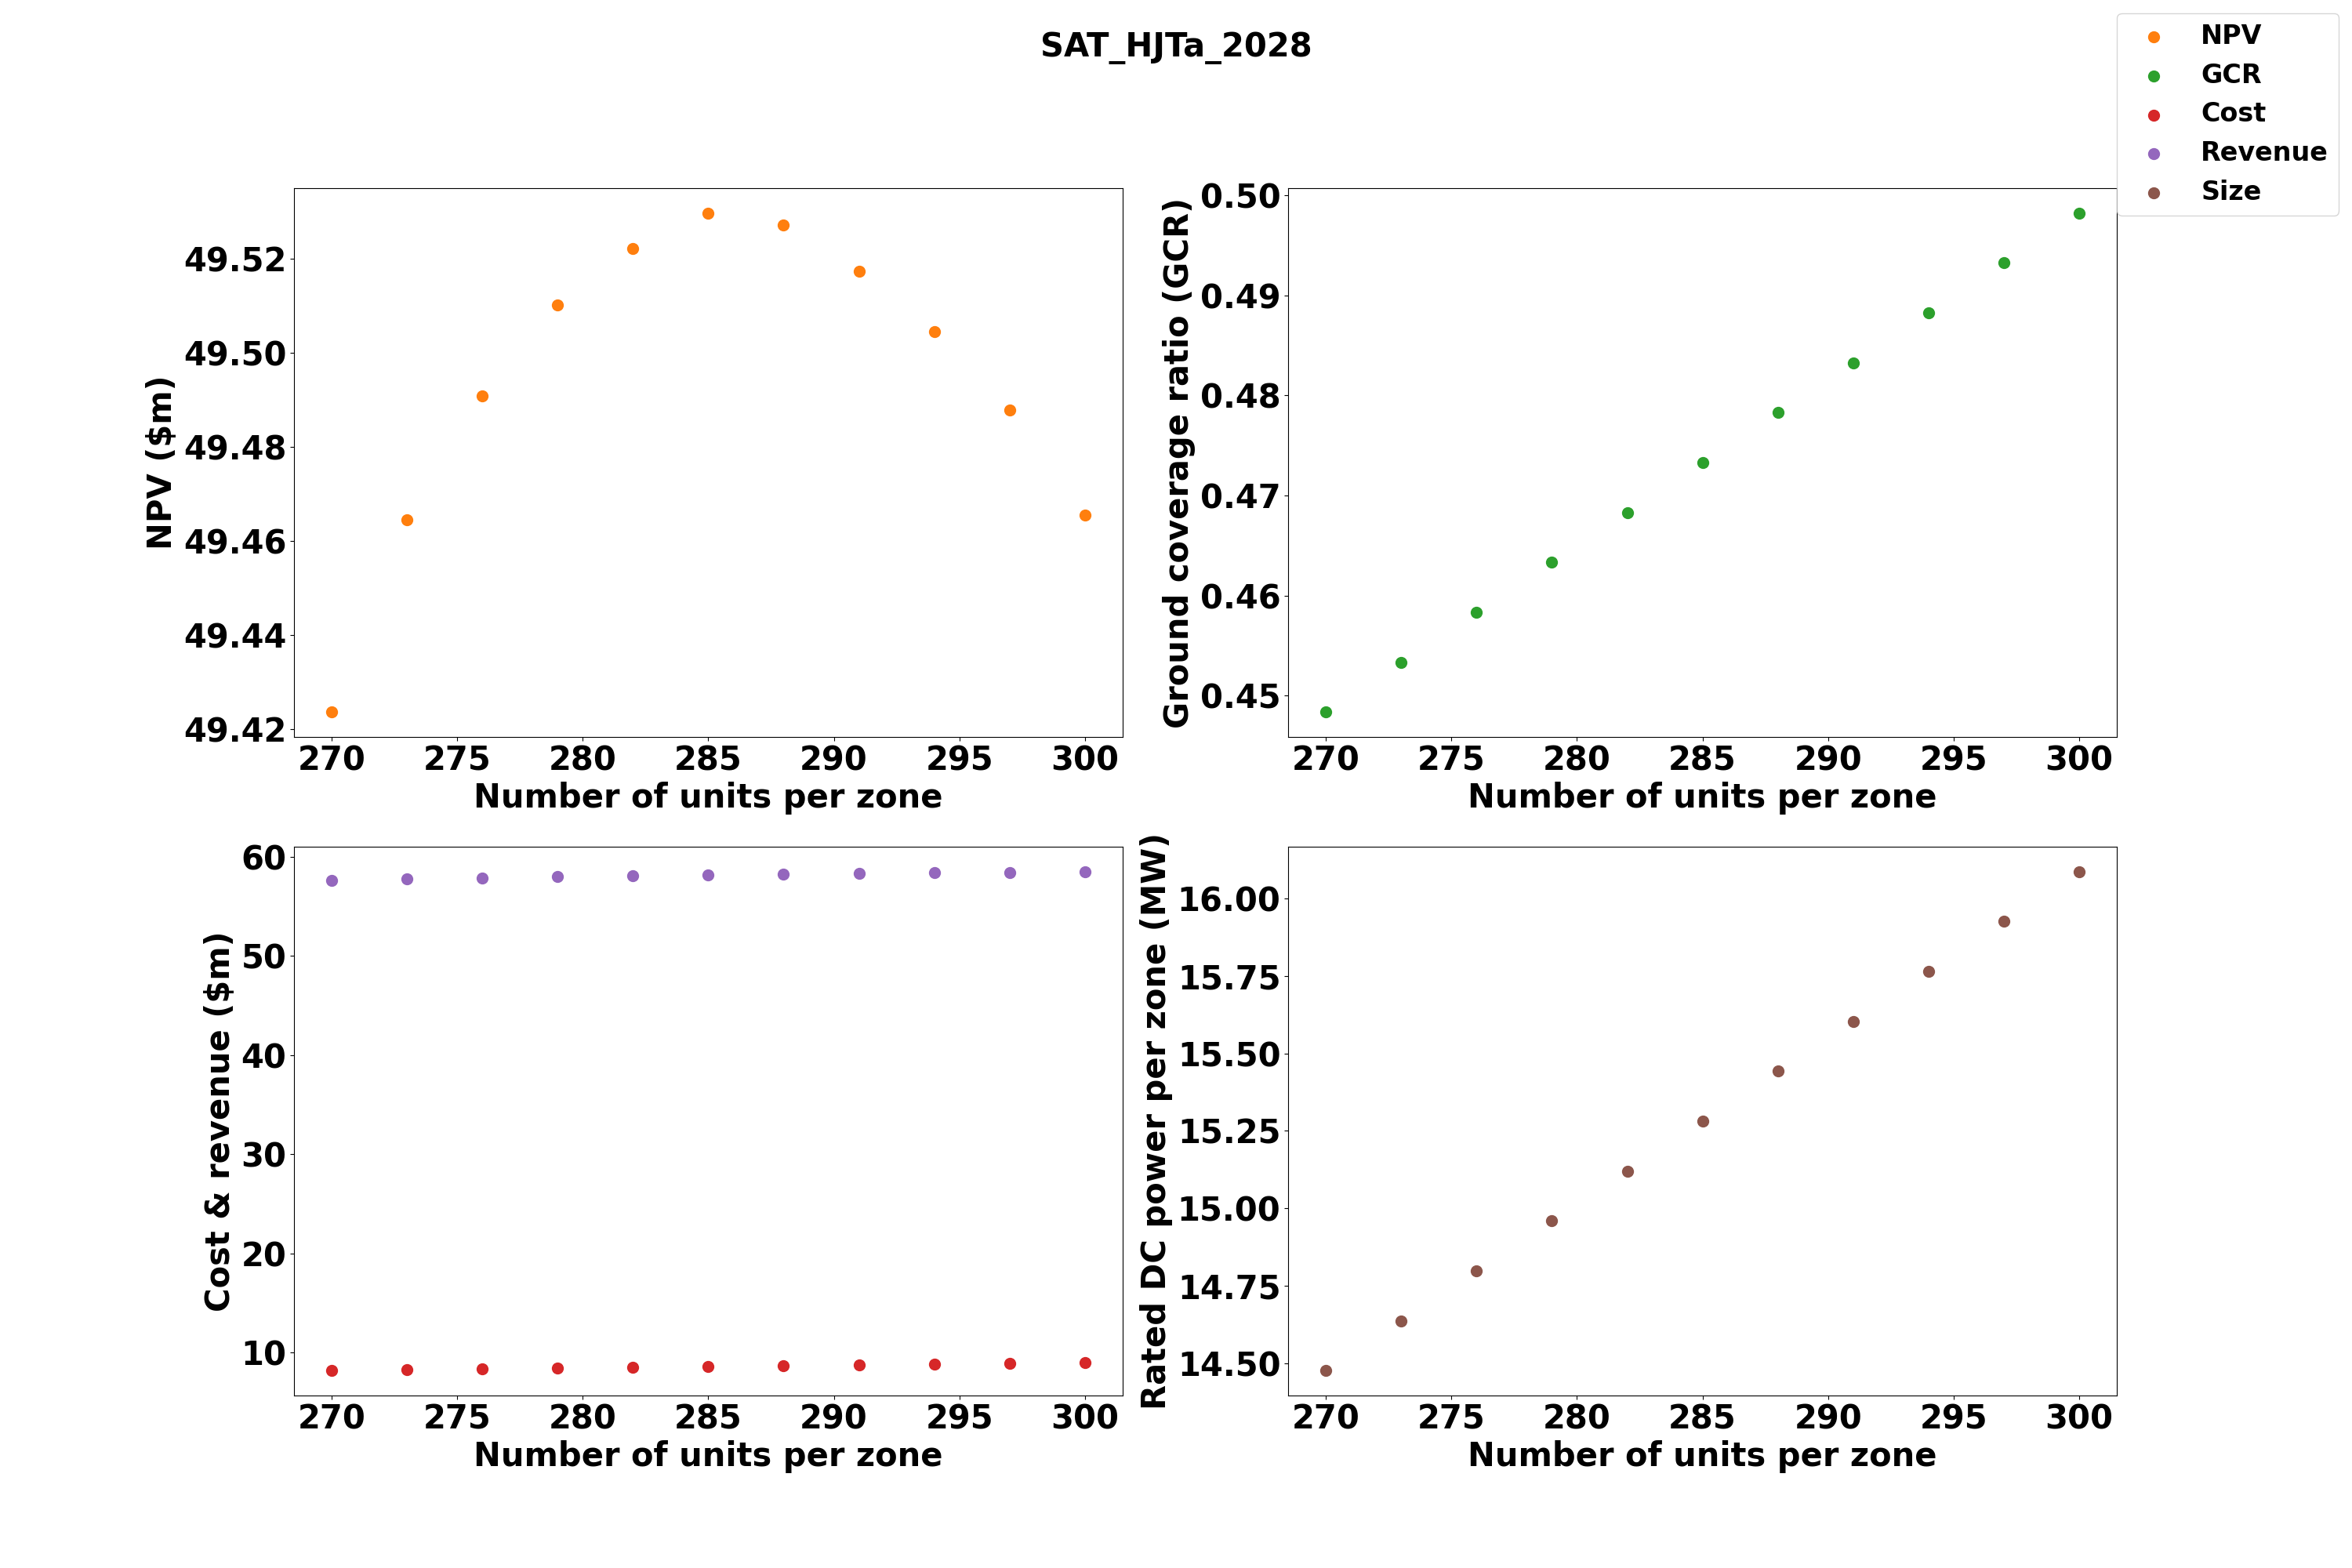 SAT_HJTa_2028
NPV
GCR
Cost
Revenue
Size
NPV ($m)
49.52
49.50
49.48
49.46
49.44
49.42
270 275 280 285 290 295 300
Number of units per zone
Ground coverage ratio (GCR)
0.50
0.49
0.48
0.47
0.46
0.45
270 275 280 285 290 295 300
Number of units per zone
Cost & revenue ($m)
60
50
40
30
20
10
270 275 280 285 290 295 300
Number of units per zone
Rated DC power per zone (MW)
16.00
15.75
15.50
15.25
15.00
14.75
14.50
270 275 280 285 290 295 300
Number of units per zone